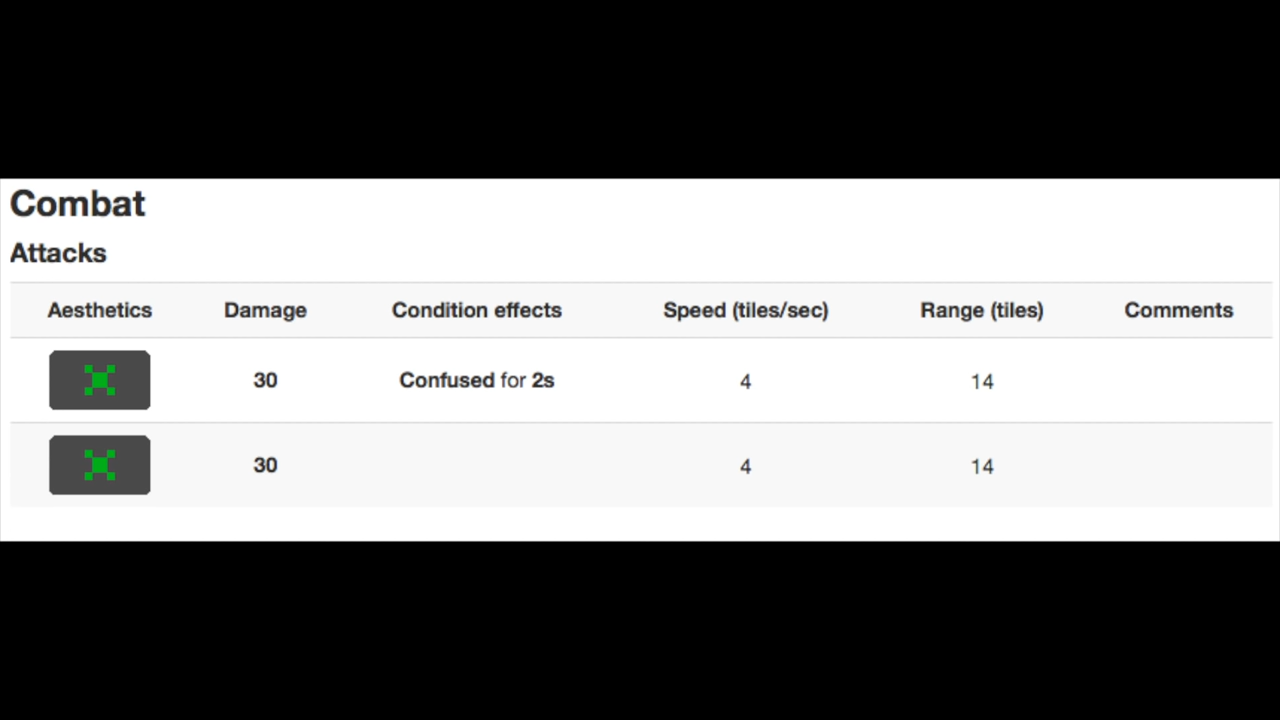 Combat
Attacks
Aesthetics Damage Condition effects Speed (tiles/sec) Range (tiles) Comments
30 Confused for 2s 4 14
30 4 14